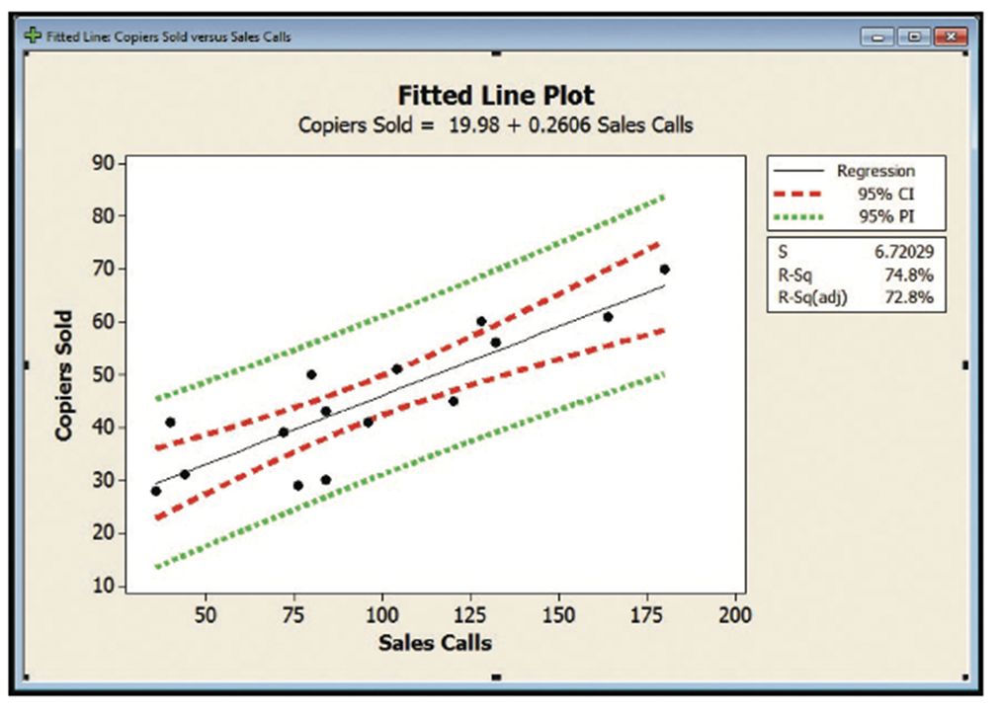 Fitted Line: Copiers Sold versus Sales Calls
Fitted Line Plot
Copiers Sold = 19.98 + 0.2606 Sales Calls
90
80
70
60
50
40
30
20
10
Copiers Sold
50 75 100 125 150 175 200
Sales Calls
Regression
95% CI
95% PI
S 6.72029
R-Sq 74.8%
R-Sq(adj) 72.8%